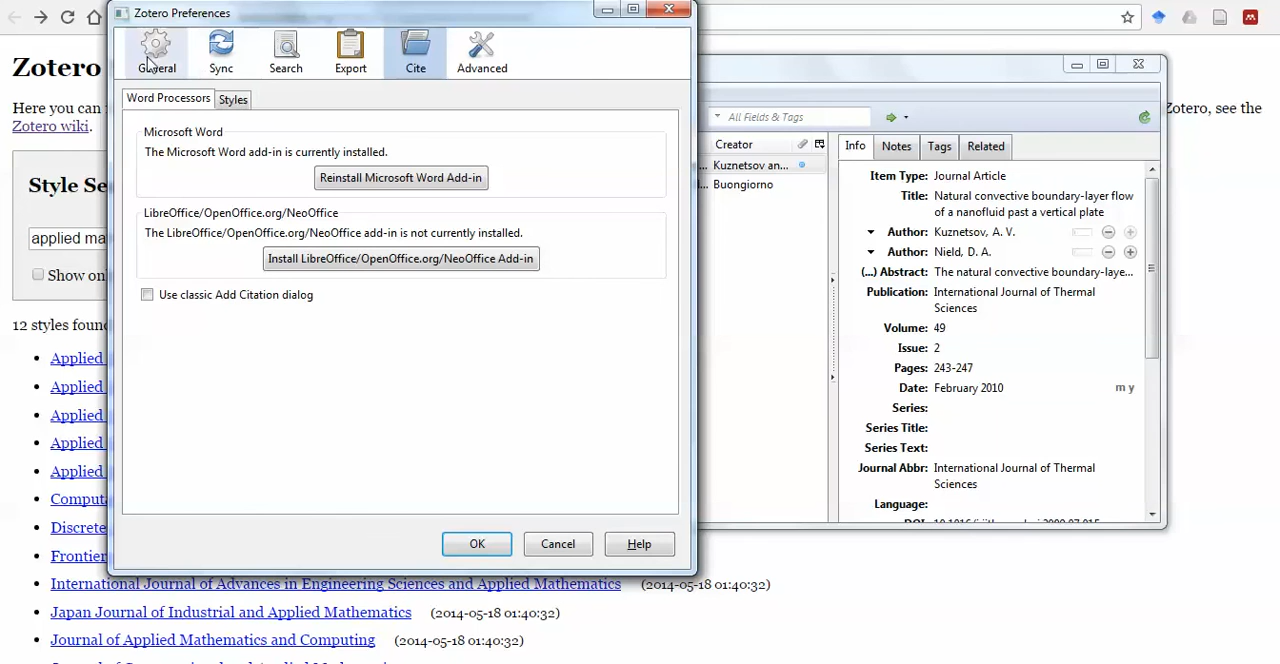 Zotero Preferences
General Sync Search Export Cite Advanced
Word Processors Styles
Microsoft Word
The Microsoft Word add-in is currently installed.
Reinstall Microsoft Word Add-in
LibreOffice/OpenOffice.org/NeoOffice
The LibreOffice/OpenOffice.org/NeoOffice add-in is not currently installed.
Install LibreOffice/OpenOffice.org/NeoOffice Add-in
Use classic Add Citation dialog
OK Cancel Help
Zotero
Here you can
Zotero, see the
Zotero wiki.
Style Se
applied ma
Show onl
12 styles found
Applied
Applied
Applied
Applied
Applied
Computa
Discrete
Frontier
International Journal of Advances in Engineering Sciences and Applied Mathematics (2014-05-18 01:40:32)
Japan Journal of Industrial and Applied Mathematics (2014-05-18 01:40:32)
Journal of Applied Mathematics and Computing (2014-05-18 01:40:32)
All Fields & Tags
Creator
... Kuznetsov an...
... Buongiorno
Info Notes Tags Related
Item Type: Journal Article
Title: Natural convective boundary-layer flow
of a nanofluid past a vertical plate
Author: Kuznetsov, A. V.
Author: Nield, D. A.
(...) Abstract: The natural convective boundary-laye...
Publication: International Journal of Thermal
Sciences
Volume: 49
Issue: 2
Pages: 243-247
Date: February 2010 m y
Series:
Series Title:
Series Text:
Journal Abbr: International Journal of Thermal
Sciences
Language: